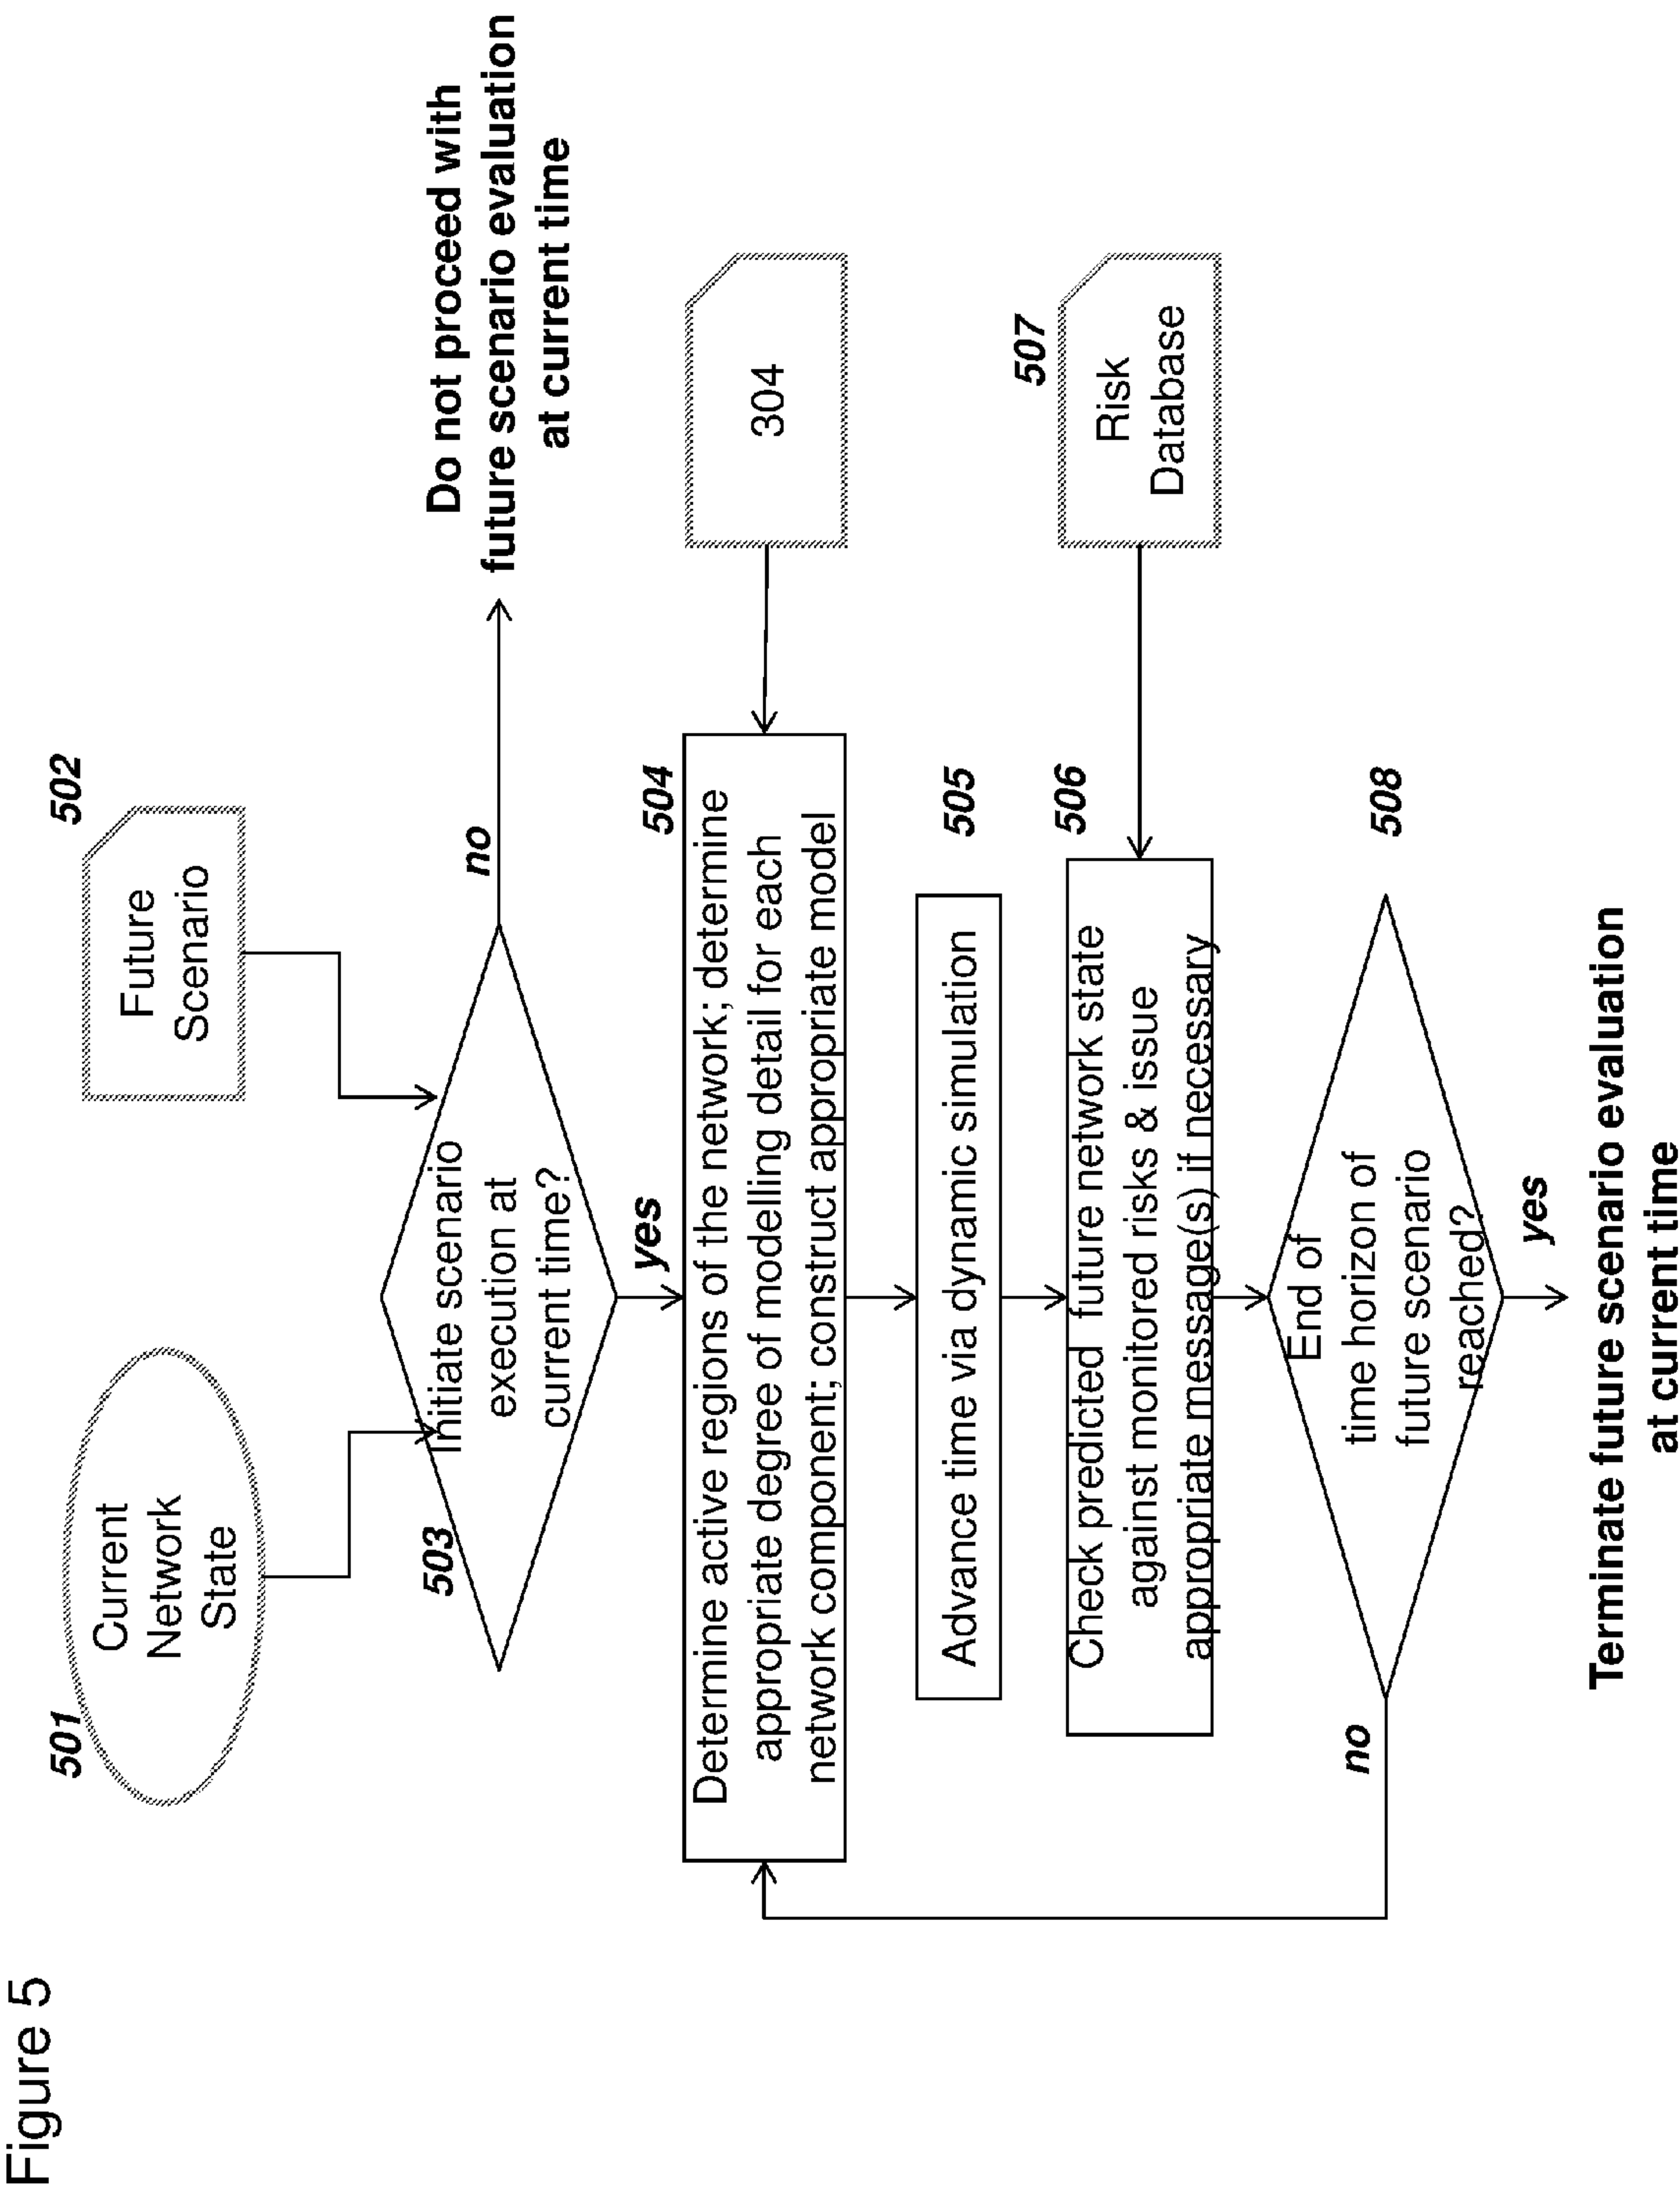 Figure 5
501
Current
Network
State
502
Future
Scenario
503
Initiate scenario
execution at
current time?
no
Do not proceed with
future scenario evaluation
at current time
yes
504
Determine active regions of the network; determine
appropriate degree of modelling detail for each
network component; construct appropriate model
304
505
Advance time via dynamic simulation
506
Check predicted future network state
against monitored risks & issue
appropriate message(s) if necessary
507
Risk
Database
508
End of
time horizon of
future scenario
reached?
no
yes
Terminate future scenario evaluation
at current time